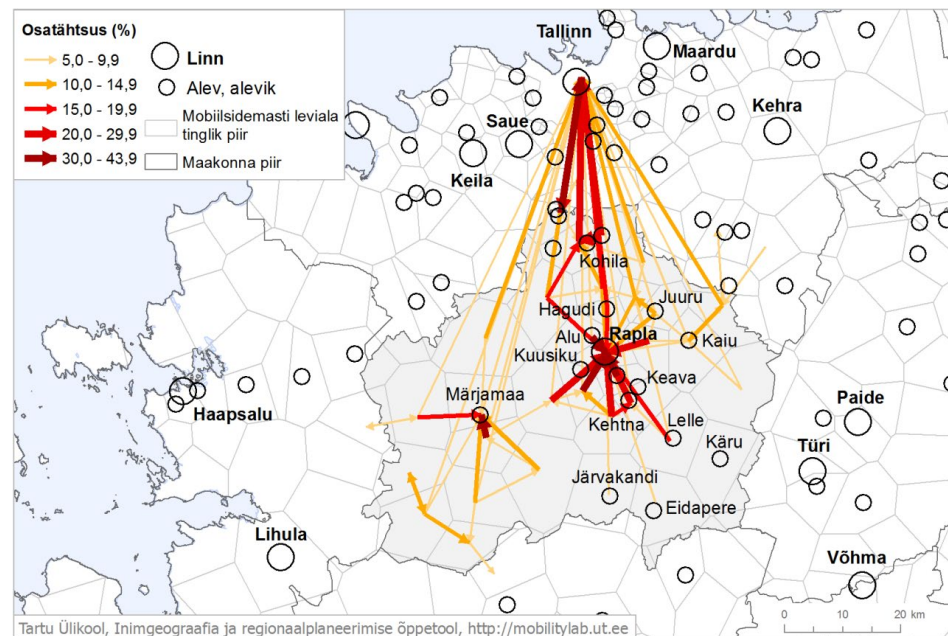 Osatähtsus (%)
5,0 - 9,9
10,0 - 14,9
15,0 - 19,9
20,0 - 29,9
30,0 - 43,9
Linn
Alev, alevik
Mobiilsidemasti leviala
tinglik piir
Maakonna piir
Tallinn
Maardu
Kehra
Saue
Keila
Kohila
Hagudi
Juuru
Alu
Rapla
Kaiu
Kuusiku
Keava
Märjamaa
Haapsalu
Kehtna
Lelle
Paide
Käru
Türi
Järvakandi
Eidapere
Lihula
Võhma
0 10 20 km
Tartu Ülikool, Inimgeograafia ja regionaalplaneerimise õppetool, http://mobilitylab.ut.ee